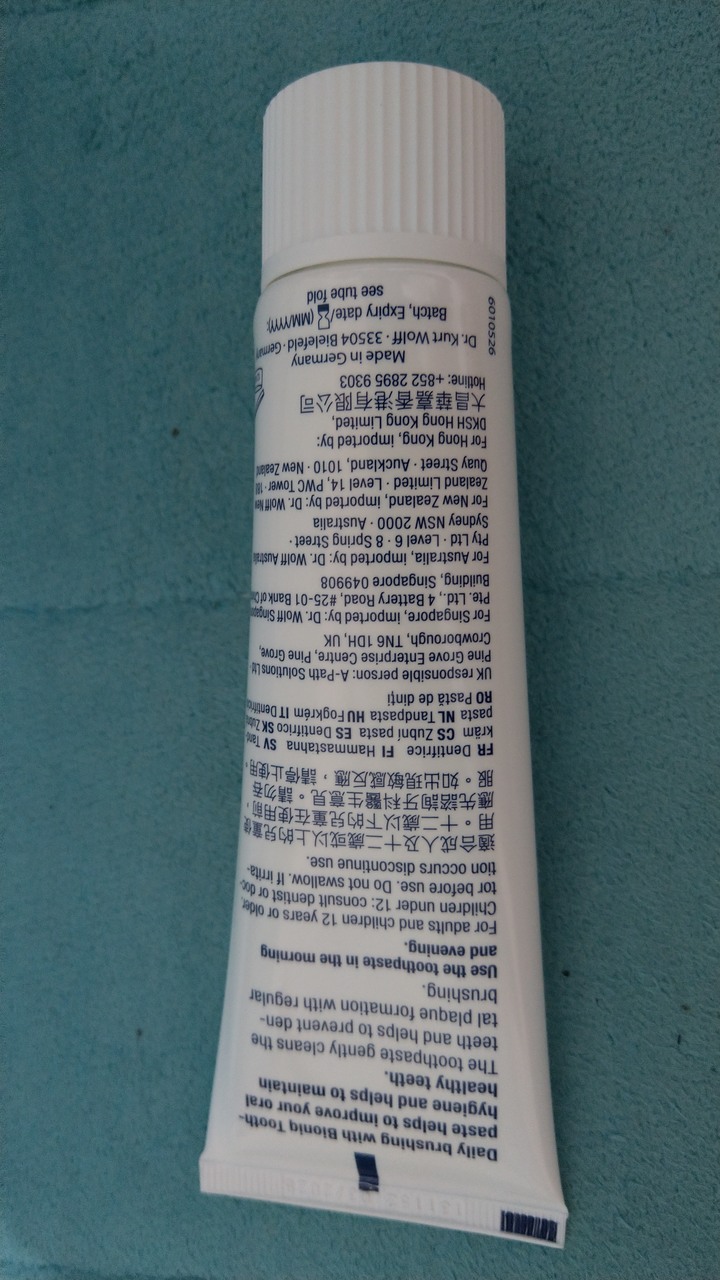 Daily brushing with Bioniq Tooth-
paste helps to improve your oral
hygiene and helps to maintain
healthy teeth.
The toothpaste gently cleans the
teeth and helps to prevent den-
tal plaque formation with regular
brushing.
Use the toothpaste in the morning
and evening.
For adults and children 12 years or older.
Children under 12: consult dentist or doc-
tor before use. Do not swallow. If irrita-
tion occurs discontinue use.
適合成人及十二歲或以上的兒童使
用。十二歲以下的兒童在使用前，
應先諮詢牙科醫生意見。請勿吞
服。如出現敏感反應，請停止使用。
FR Dentifrice FI Hammastahna SV Tand-
kräm CS Zubní pasta ES Dentífrico SK Zubná
pasta NL Tandpasta HU Fogkrém IT Dentifricio
RO Pastă de dinți
UK responsible person: A-Path Solutions Ltd ·
Pine Grove Enterprise Centre, Pine Grove,
Crowborough, TN6 1DH, UK
For Singapore, imported by: Dr. Wolff Singapore
Pte. Ltd., 4 Battery Road, #25-01 Bank of
Building, Singapore 049908
For Australia, imported by: Dr. Wolff Australia
Pty Ltd · Level 6 · 8 Spring Street ·
Sydney NSW 2000 · Australia
For New Zealand, imported by: Dr. Wolff New
Zealand Limited · Level 14, PWC Tower · 188
Quay Street · Auckland, 1010 · New Zealand
For Hong Kong, imported by:
DKSH Hong Kong Limited,
大昌華嘉香港有限公司
Hotline: +852 2895 9303
Made in Germany
Dr. Kurt Wolff · 33504 Bielefeld · Germany
Batch, Expiry date/ (MM/YYYY):
see tube fold
6010526